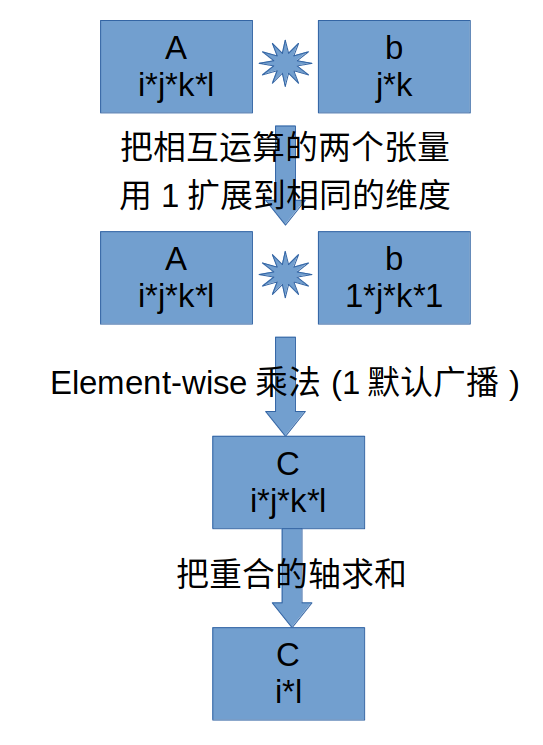 A
i*j*k*l
b
j*k
把相互运算的两个张量
用 1 扩展到相同的维度
A
i*j*k*l
b
1*j*k*1
Element-wise 乘法 (1 默认广播 )
C
i*j*k*l
把重合的轴求和
C
i*l